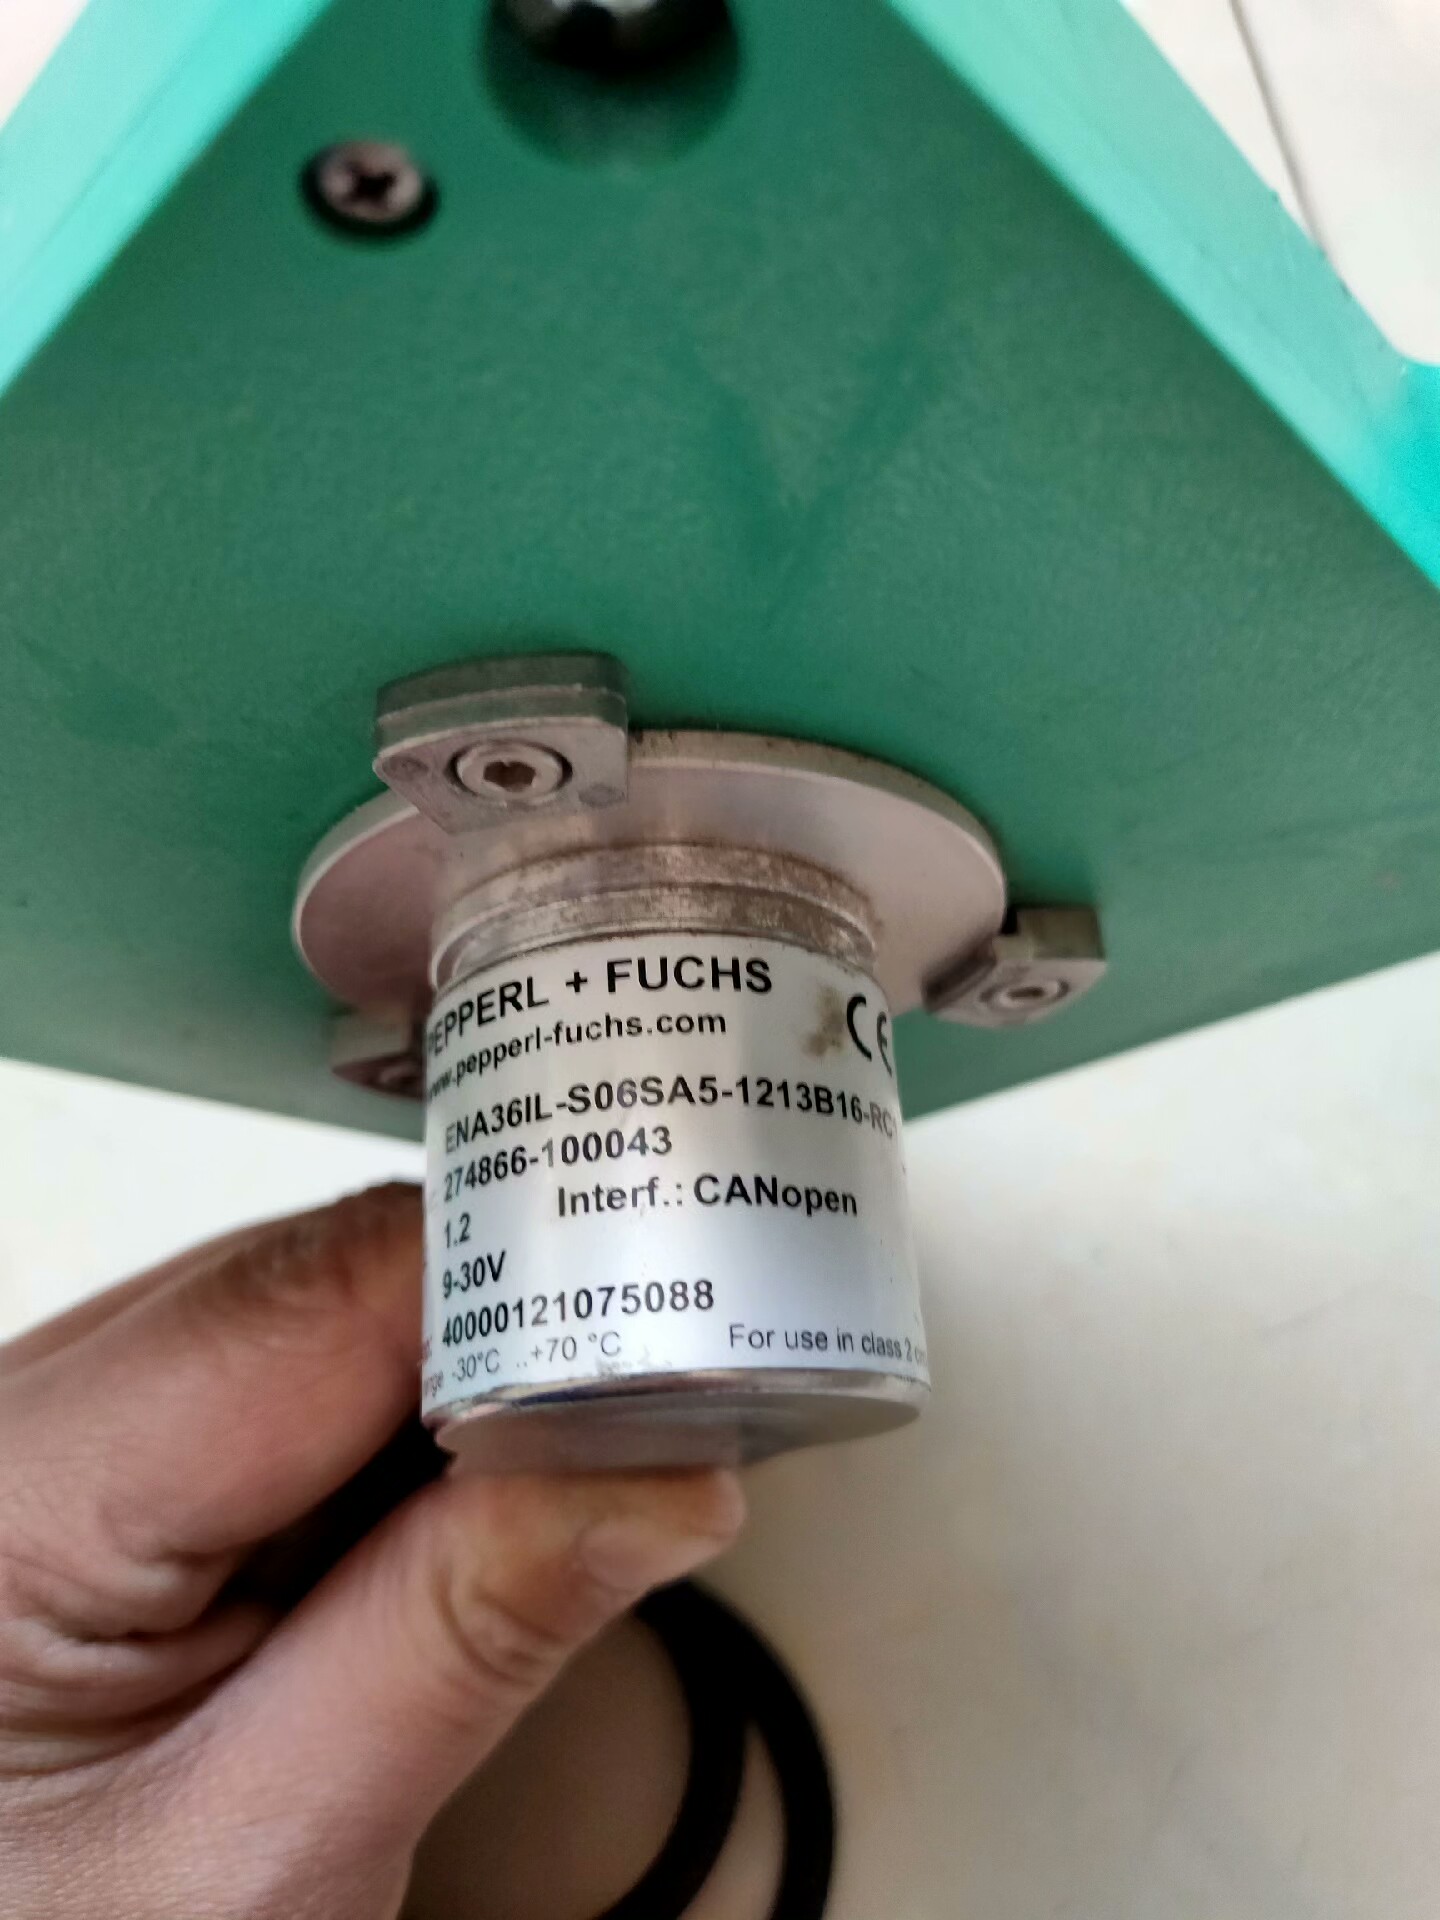 PEPPERL + FUCHS
www.pepperl-fuchs.com
CE
ENA36IL-S06SA5-1213B16-RC1
274866-100043
Interf.: CANopen
1.2
9-30V
40000121075088
-30°C ..+70 °C
For use in class 2